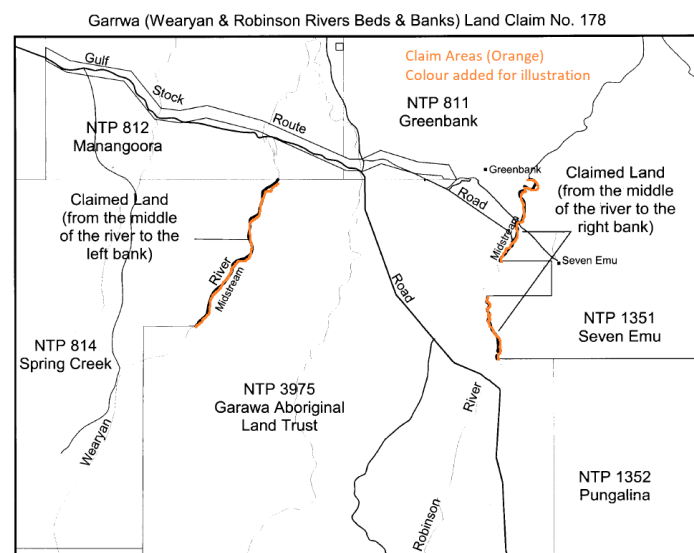 Garrwa (Wearyan & Robinson Rivers Beds & Banks) Land Claim No. 178
Claim Areas (Orange)
Colour added for illustration
Gulf
Stock
Route
NTP 811
Greenbank
NTP 812
Manangoora
Greenbank
Claimed Land
(from the middle
of the river to the
left bank)
Claimed Land
(from the middle
of the river to the
right bank)
Road
Midstream
Seven Emu
River
Midstream
Road
NTP 1351
Seven Emu
NTP 814
Spring Creek
NTP 3975
Garawa Aboriginal
Land Trust
River
Wearyan
NTP 1352
Pungalina
Robinson